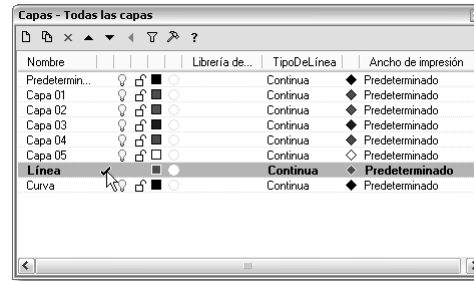 Capas - Todas las capas
?
Nombre Librería de... TipoDeLínea Ancho de impresión
Predetermin... Continua Predeterminado
Capa 01 Continua Predeterminado
Capa 02 Continua Predeterminado
Capa 03 Continua Predeterminado
Capa 04 Continua Predeterminado
Capa 05 Continua Predeterminado
Línea Continua Predeterminado
Curva Continua Predeterminado